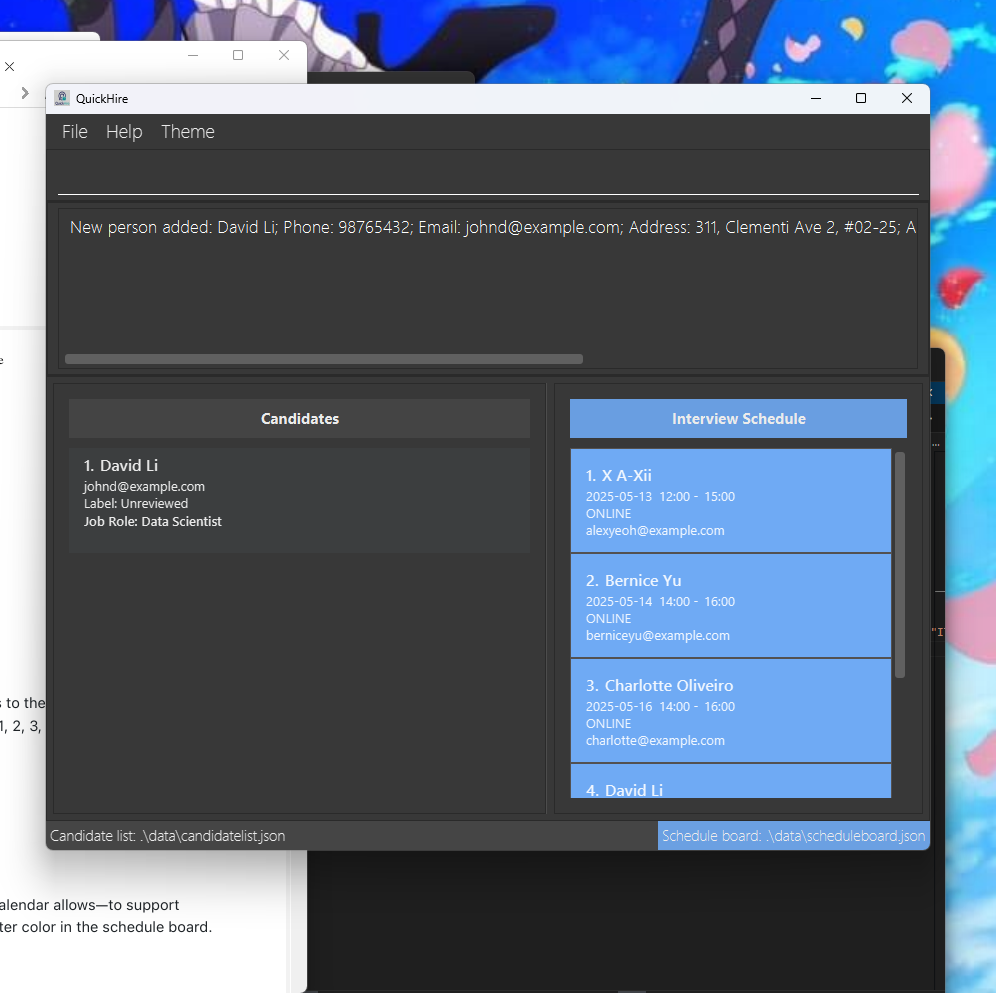 QuickHire
File Help Theme
New person added: David Li; Phone: 98765432; Email: johnd@example.com; Address: 311, Clementi Ave 2, #02-25; A
Candidates
1. David Li
johnd@example.com
Label: Unreviewed
Job Role: Data Scientist
Interview Schedule
1. X A-Xii
2025-05-13 12:00 - 15:00
ONLINE
alexyeoh@example.com
2. Bernice Yu
2025-05-14 14:00 - 16:00
ONLINE
berniceyu@example.com
3. Charlotte Oliveiro
2025-05-16 14:00 - 16:00
ONLINE
charlotte@example.com
4. David Li
Candidate list: .\data\candidatelist.json
Schedule board: .\data\scheduleboard.json
s to the
1, 2, 3,
alendar allows—to support
ter color in the schedule board.